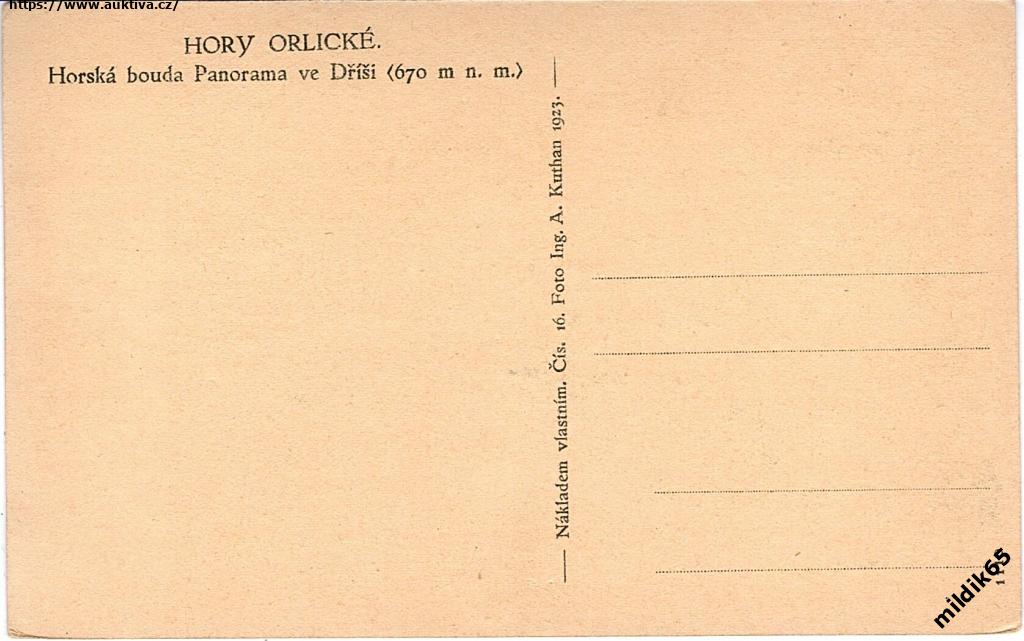 https://www.auktiva.cz/
HORY ORLICKÉ.
Horská bouda Panorama ve Dříši (670 m n. m.)
Nákladem vlastním. Čís. 16. Foto Ing. A. Kuthan 1923.
mildik65